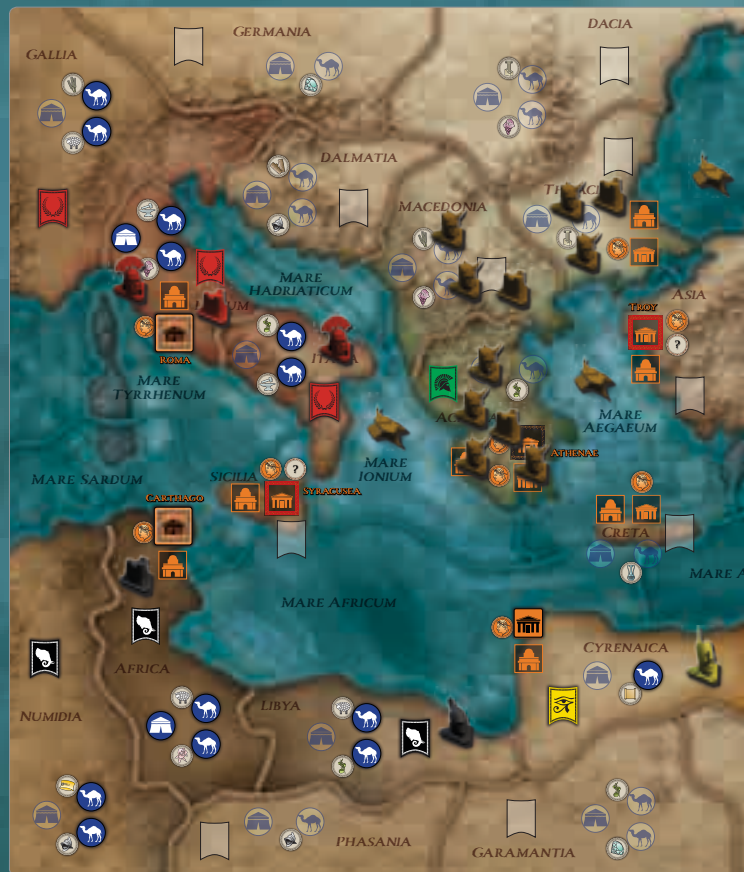 GERMANIA
DACIA
GALLIA
DALMATIA
MACEDONIA
MARE
HADRIATICUM
ASIA
TROY
ROMA
MARE
TYRRHENUM
MARE
AEGAEUM
ATHENAE
MARE
IONIUM
MARE SARDUM
SICILIA
SYRACUSEA
CARTHAGO
?
?
CRETA
MARE A
MARE AFRICUM
CYRENAICA
AFRICA
LIBYA
NUMIDIA
PHASANIA
GARAMANTIA